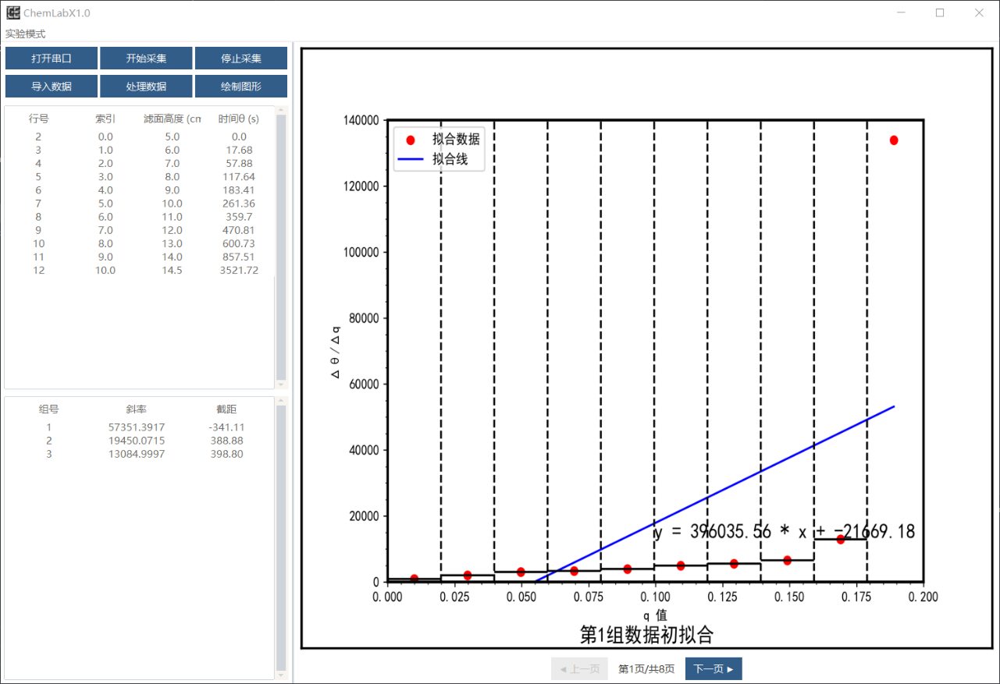 ChemLabX1.0
实验模式
打开串口 开始采集 停止采集
导入数据 处理数据 绘制图形
行号 索引 滤面高度 (cm 时间θ (s)
2 0.0 5.0 0.0
3 1.0 6.0 17.68
4 2.0 7.0 57.88
5 3.0 8.0 117.64
6 4.0 9.0 183.41
7 5.0 10.0 261.36
8 6.0 11.0 359.7
9 7.0 12.0 470.81
10 8.0 13.0 600.73
11 9.0 14.0 857.51
12 10.0 14.5 3521.72
组号 斜率 截距
1 57351.3917 -341.11
2 19450.0715 388.88
3 13084.9997 398.80
140000
120000
100000
80000
60000
40000
20000
0
Δθ/Δq
拟合数据
拟合线
y = 396035.56 * x + -21669.18
0.000 0.025 0.050 0.075 0.100 0.125 0.150 0.175 0.200
q 值
第1组数据初拟合
◄ 上一页 第1页/共8页 下一页 ►